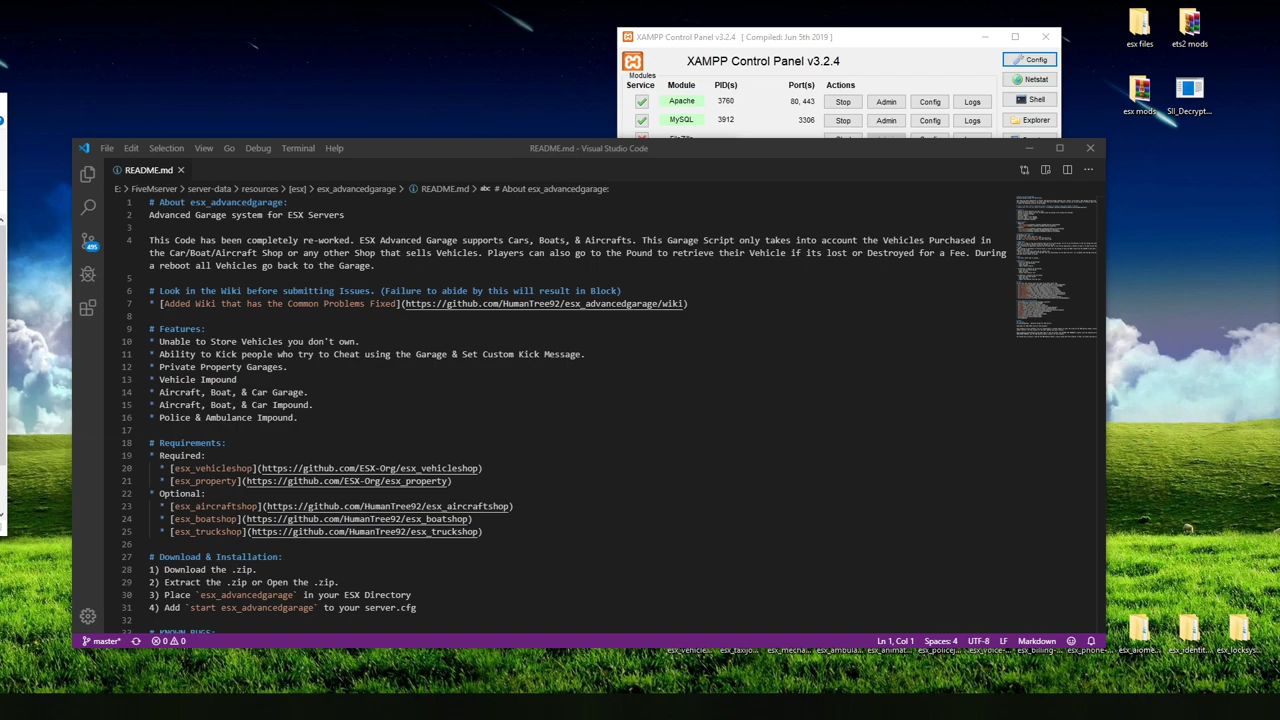 esx files
ets2 mods
esx mods
SII_Decrypt...
XAMPP Control Panel v3.2.4 [ Compiled: Jun 5th 2019 ]
XAMPP Control Panel v3.2.4
Config
Netstat
Shell
Explorer
Modules
Service
Module
PID(s)
Port(s)
Actions
Apache
3760
80, 443
Stop
Admin
Config
Logs
MySQL
3912
3306
Stop
Admin
Config
Logs
File Edit Selection View Go Debug Terminal Help
README.md - Visual Studio Code
README.md
E: > FiveMserver > server-data > resources > [esx] > esx_advancedgarage > README.md > # About esx_advancedgarage:
495
1 # About esx_advancedgarage:
2 Advanced Garage system for ESX Servers
3
4 This Code has been completely re-worked. ESX Advanced Garage supports Cars, Boats, & Aircrafts. This Garage Script only takes into account the Vehicles Purchased in
the Car/Boat/Aircraft Shop or any other Shop that sells Vehicles. Players can also go to the Pound to retrieve their Vehicle if its lost or Destroyed for a Fee. During
a reboot all Vehicles go back to the Garage.
5
6 # Look in the Wiki before submitting Issues. (Failure to abide by this will result in Block)
7 * [Added Wiki that has the Common Problems Fixed](https://github.com/HumanTree92/esx_advancedgarage/wiki)
8
9 # Features:
10 * Unable to Store Vehicles you don't own.
11 * Ability to Kick people who try to Cheat using the Garage & Set Custom Kick Message.
12 * Private Property Garages.
13 * Vehicle Impound
14 * Aircraft, Boat, & Car Garage.
15 * Aircraft, Boat, & Car Impound.
16 * Police & Ambulance Impound.
17
18 # Requirements:
19 * Required:
20 * [esx_vehicleshop](https://github.com/ESX-Org/esx_vehicleshop)
21 * [esx_property](https://github.com/ESX-Org/esx_property)
22 * Optional:
23 * [esx_aircraftshop](https://github.com/HumanTree92/esx_aircraftshop)
24 * [esx_boatshop](https://github.com/HumanTree92/esx_boatshop)
25 * [esx_truckshop](https://github.com/HumanTree92/esx_truckshop)
26
27 # Download & Installation:
28 1) Download the .zip.
29 2) Extract the .zip or Open the .zip.
30 3) Place `esx_advancedgarage` in your ESX Directory
31 4) Add `start esx_advancedgarage` to your server.cfg
32
master* 0 0
Ln 1, Col 1 Spaces: 4 UTF-8 LF Markdown
esx_vehicle... esx_taxijo... esx_mecha... esx_ambula... esx_animat... esx_policej... esx_voice-... esx_billing-... esx_phone-... esx_aiome... esx_identit... esx_locksys...